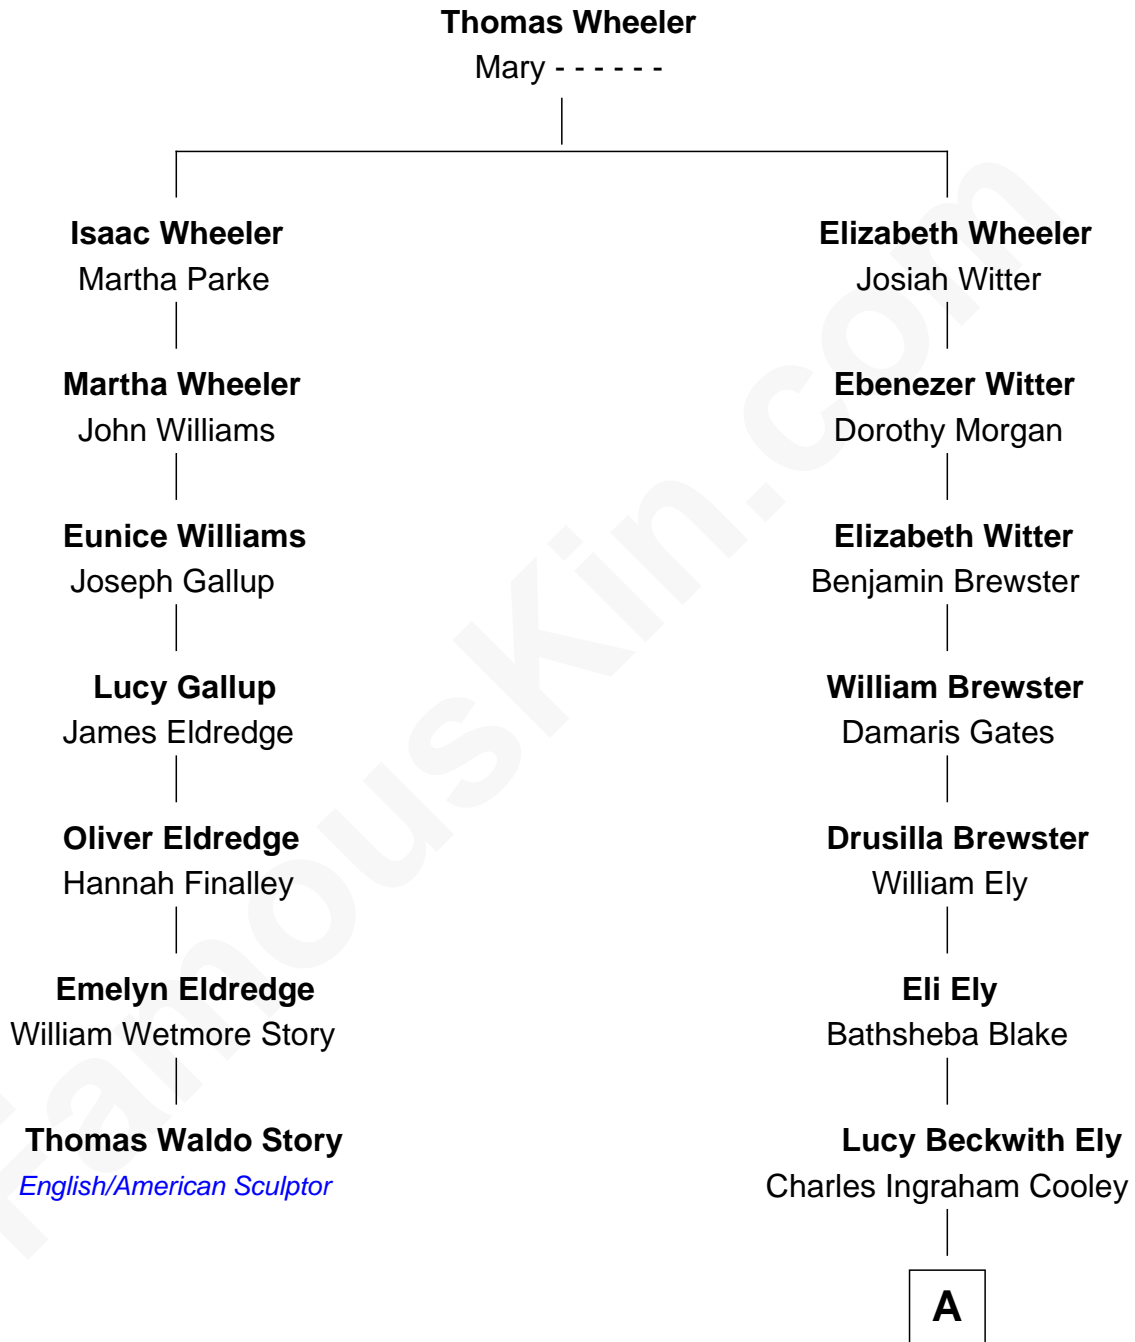 Thomas Wheeler
Mary - - - - - -
Isaac Wheeler
Martha Parke
Elizabeth Wheeler
Josiah Witter
Martha Wheeler
John Williams
Ebenezer Witter
Dorothy Morgan
Eunice Williams
Joseph Gallup
Elizabeth Witter
Benjamin Brewster
Lucy Gallup
James Eldredge
William Brewster
Damaris Gates
Oliver Eldredge
Hannah Finalley
Drusilla Brewster
William Ely
Emelyn Eldredge
William Wetmore Story
Eli Ely
Bathsheba Blake
Thomas Waldo Story
English/American Sculptor
Lucy Beckwith Ely
Charles Ingraham Cooley
A
FamousKin.com